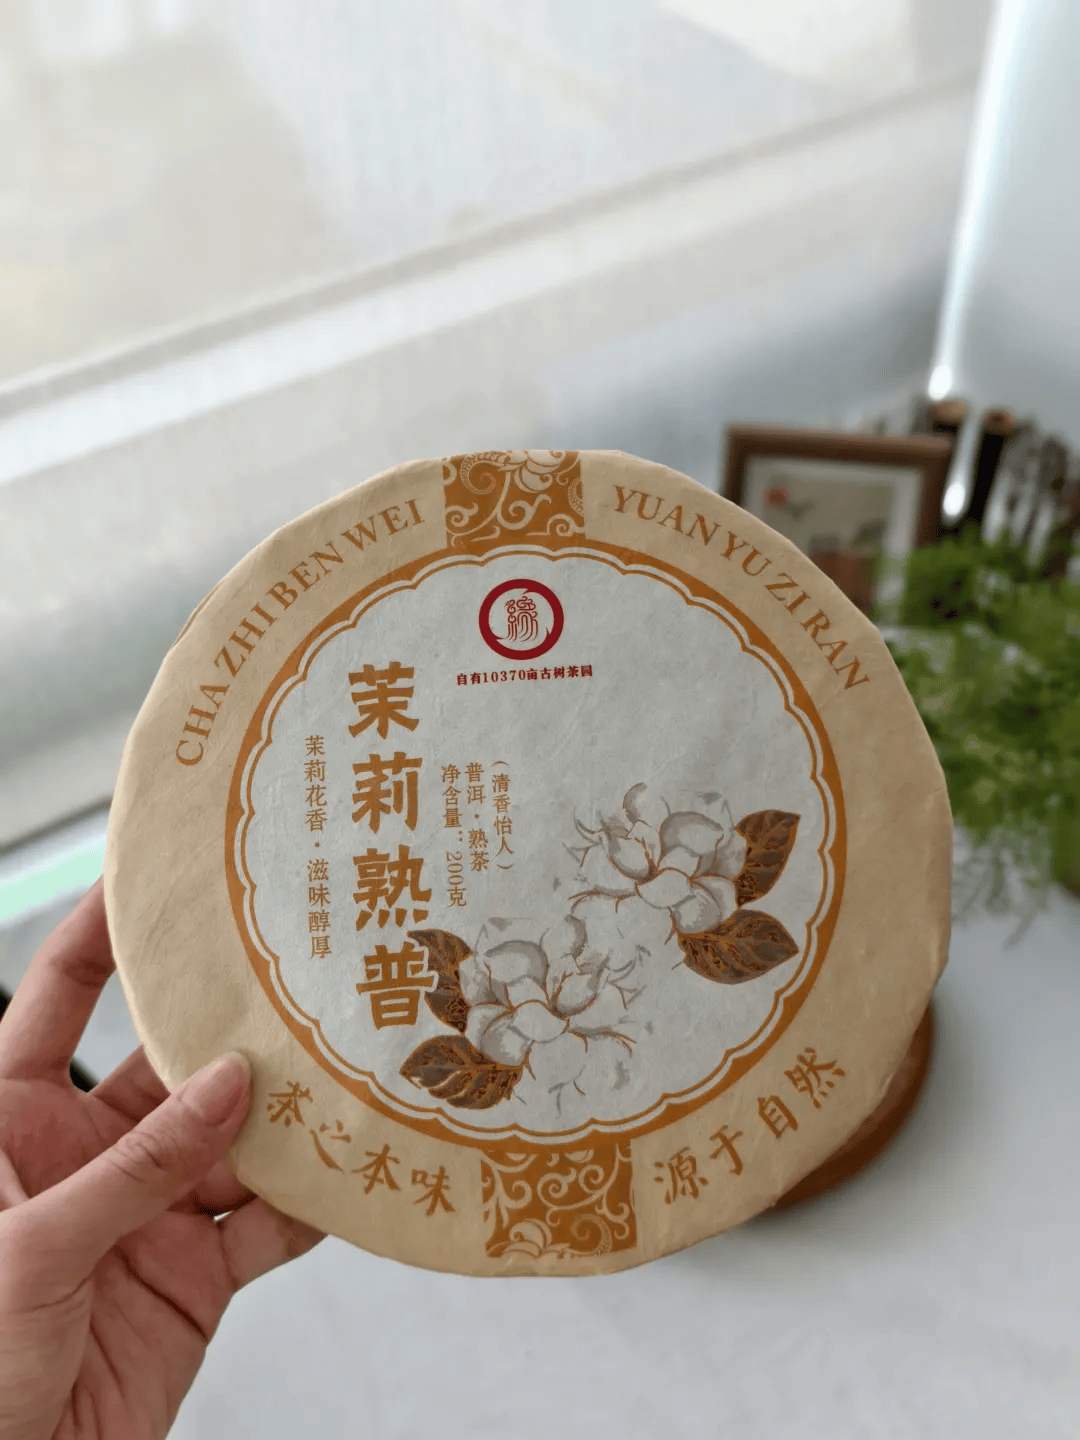 CHA ZHI BEN WEI
YUAN YU ZI RAN
缘
自有10370亩古树茶园
茉莉熟普
茉莉花香·滋味醇厚
(清香怡人)
普洱·熟茶
净含量：200克
茶之本味
源于自然